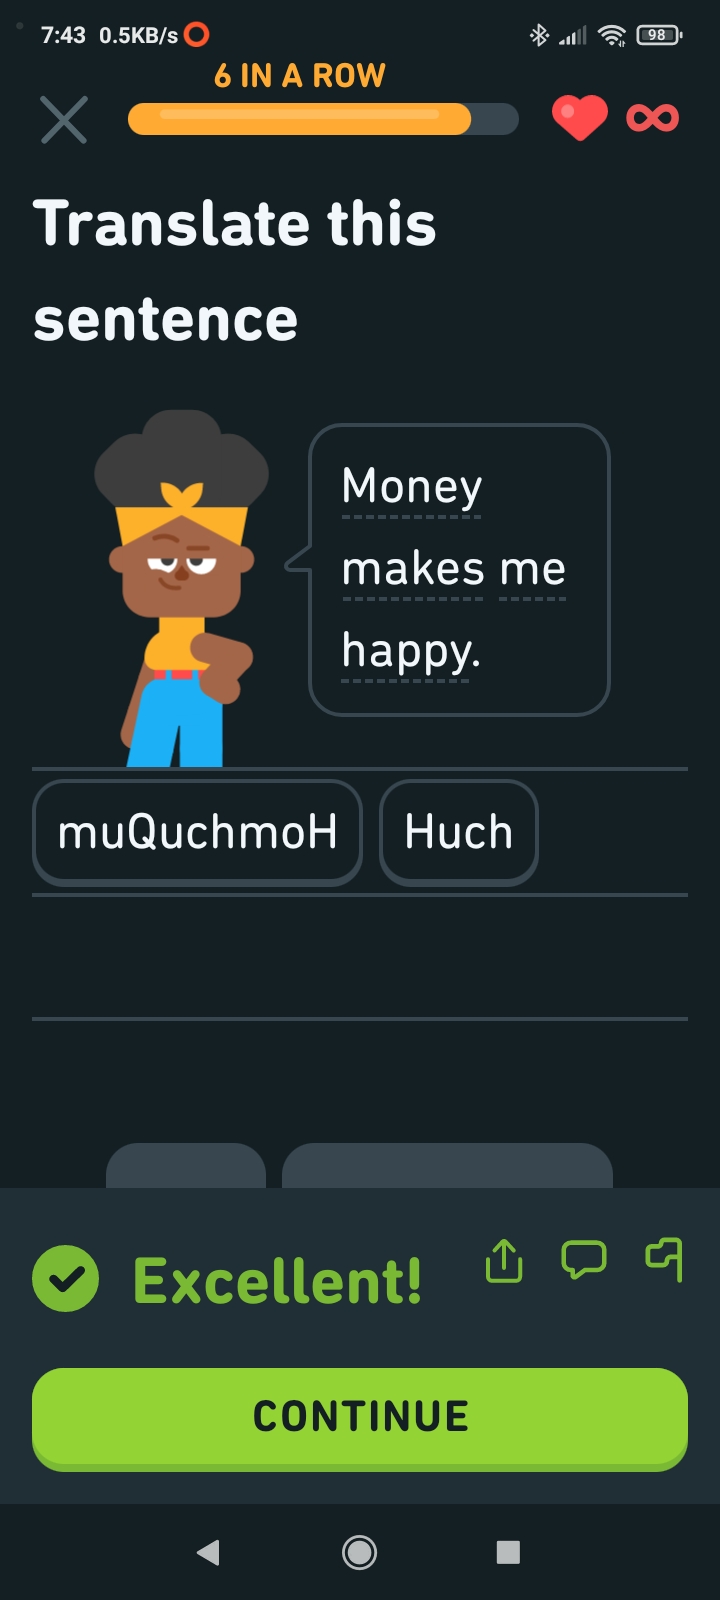 7:43 0.5KB/s 98
6 IN A ROW
Translate this
sentence
Money
makes me
happy.
muQuchmoH Huch
Excellent!
CONTINUE